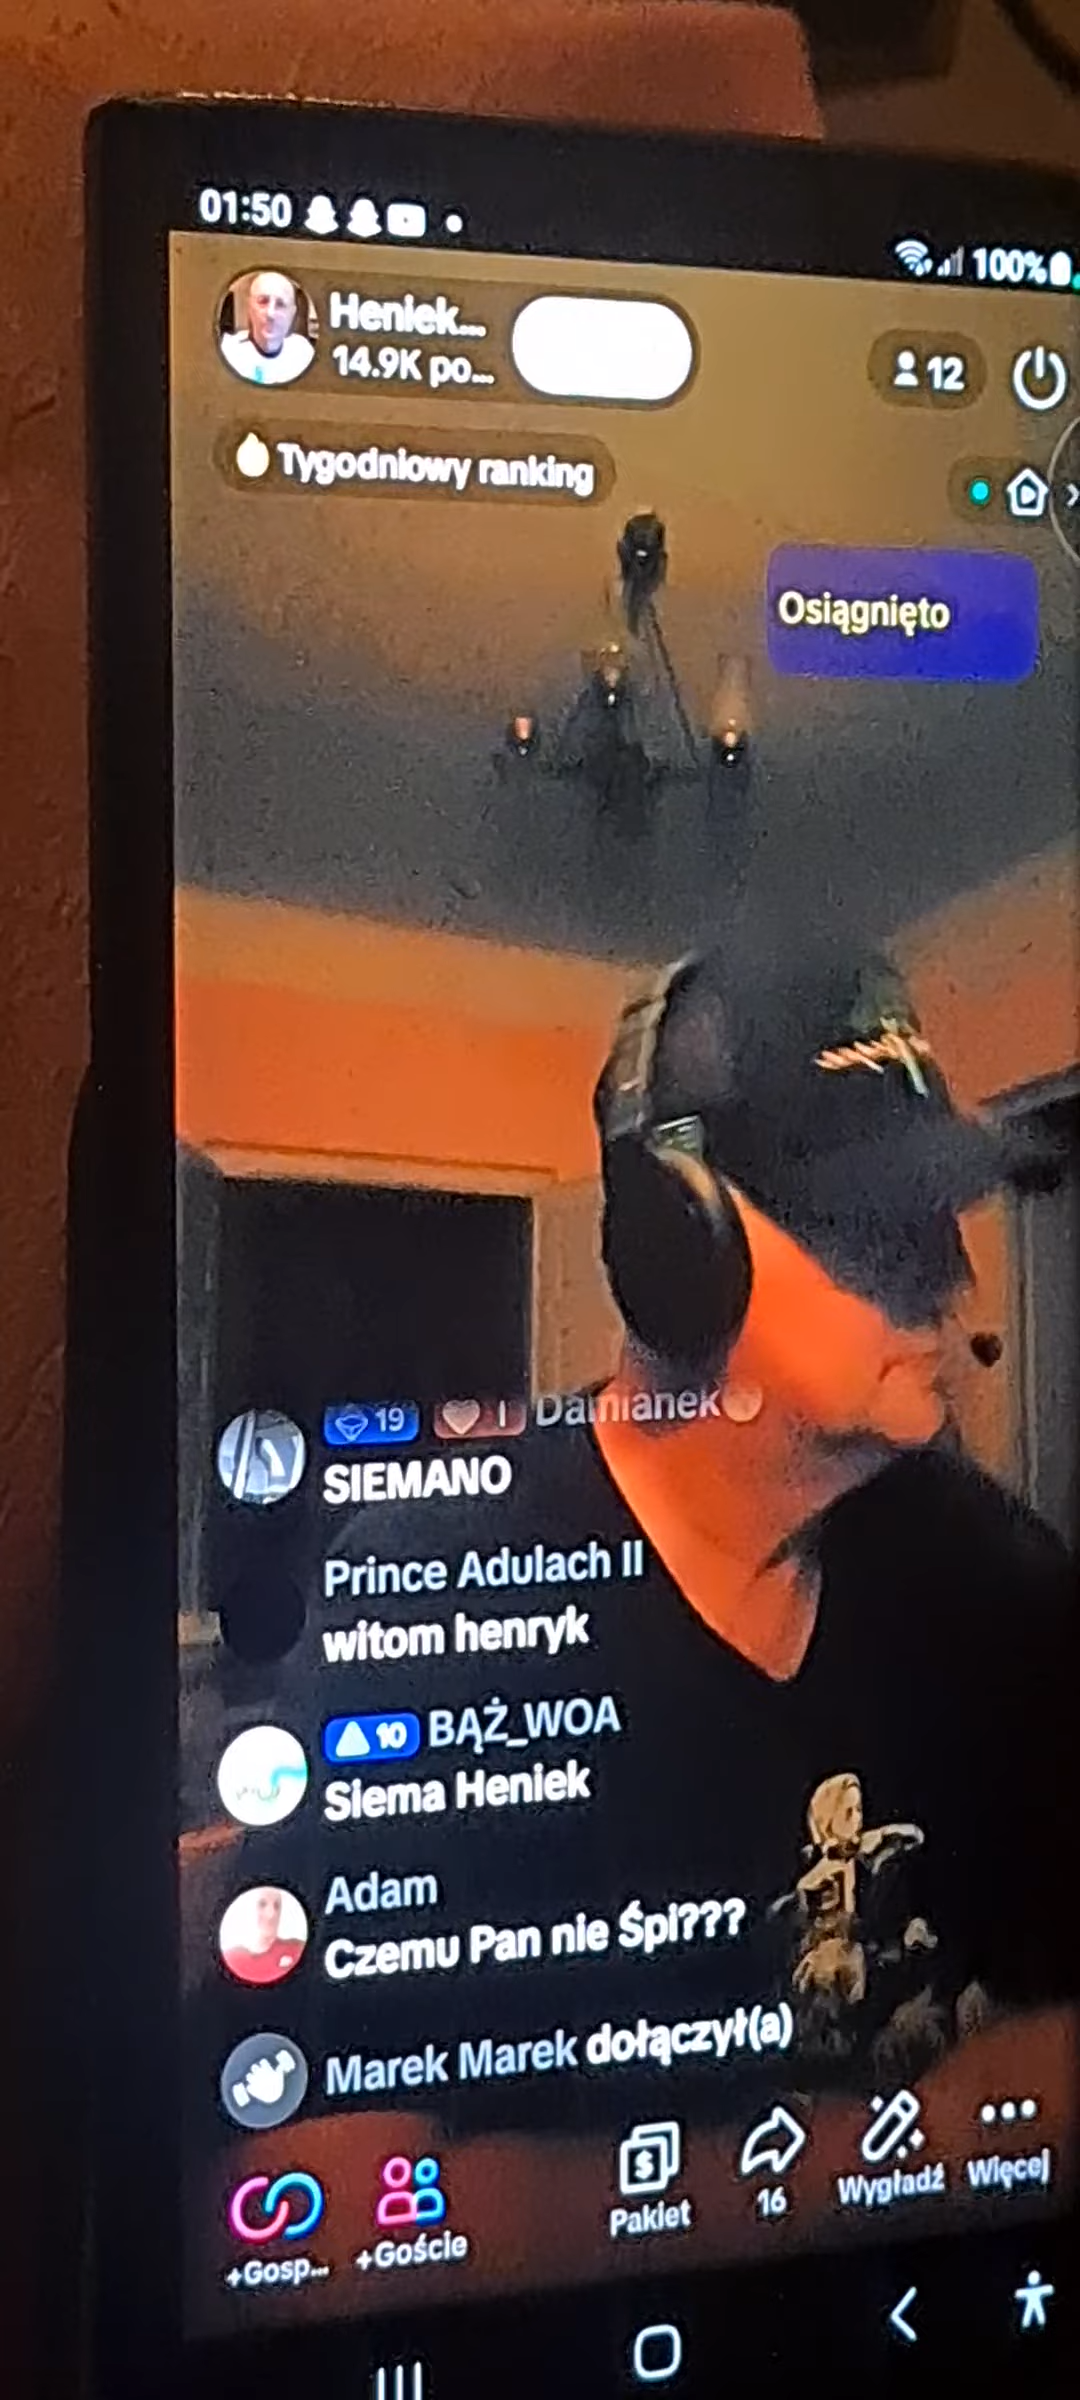 01:50
100%
Heniek...
14.9K po...
12
Tygodniowy ranking
Osiągnięto
19 I Damianek
SIEMANO
Prince Adulach II
witom henryk
10 BĄŻ_WOA
Siema Heniek
Adam
Czemu Pan nie Śpi???
Marek Marek dołączył(a)
+Gosp...
+Goście
$
Pakiet
16
Wygładź
Więcej